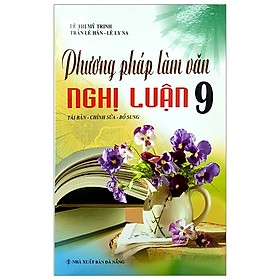 LÊ THỊ MỸ TRINH
TRẦN LÊ HÂN - LÊ LY NA
Phương pháp làm văn
NGHỊ LUẬN 9
TÁI BẢN - CHỈNH SỬA - BỔ SUNG
NHÀ XUẤT BẢN ĐÀ NẴNG